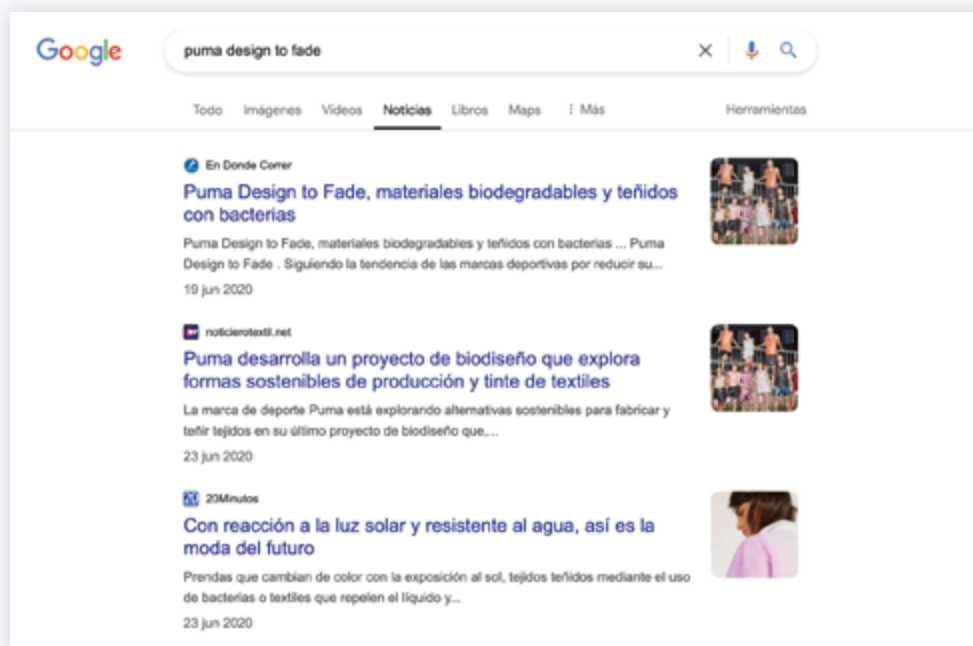 Google
puma design to fade
Todo Imágenes Vídeos Noticias Libros Maps Más Herramientas
En Donde Correr
Puma Design to Fade, materiales biodegradables y teñidos
con bacterias
Puma Design to Fade, materiales biodegradables y teñidos con bacterias ... Puma
Design to Fade . Siguiendo la tendencia de las marcas deportivas por reducir su...
19 jun 2020
noticierotextil.net
Puma desarrolla un proyecto de biodiseño que explora
formas sostenibles de producción y tinte de textiles
La marca de deporte Puma está explorando alternativas sostenibles para fabricar y
teñir tejidos en su último proyecto de biodiseño que,...
23 jun 2020
20Minutos
Con reacción a la luz solar y resistente al agua, así es la
moda del futuro
Prendas que cambian de color con la exposición al sol, tejidos teñidos mediante el uso
de bacterias o textiles que repelen el líquido y...
23 jun 2020